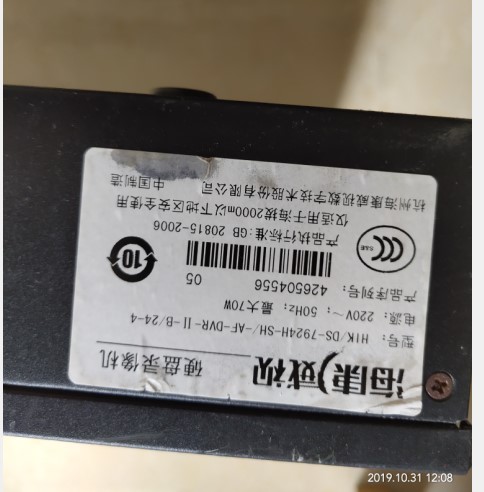 海康威视 硬盘录像机
型号: HIK/DS-7924H-SH/-AF-DVR-II-B/24-4
电源: 220V~; 50Hz; 最大70W
产品序列号: 426504556 05
产品执行标准:GB 20815-2006
仅适用于海拔2000m以下地区安全使用
杭州海康威视数字技术股份有限公司 中国制造
CCC
S&E
10
2019.10.31 12:08